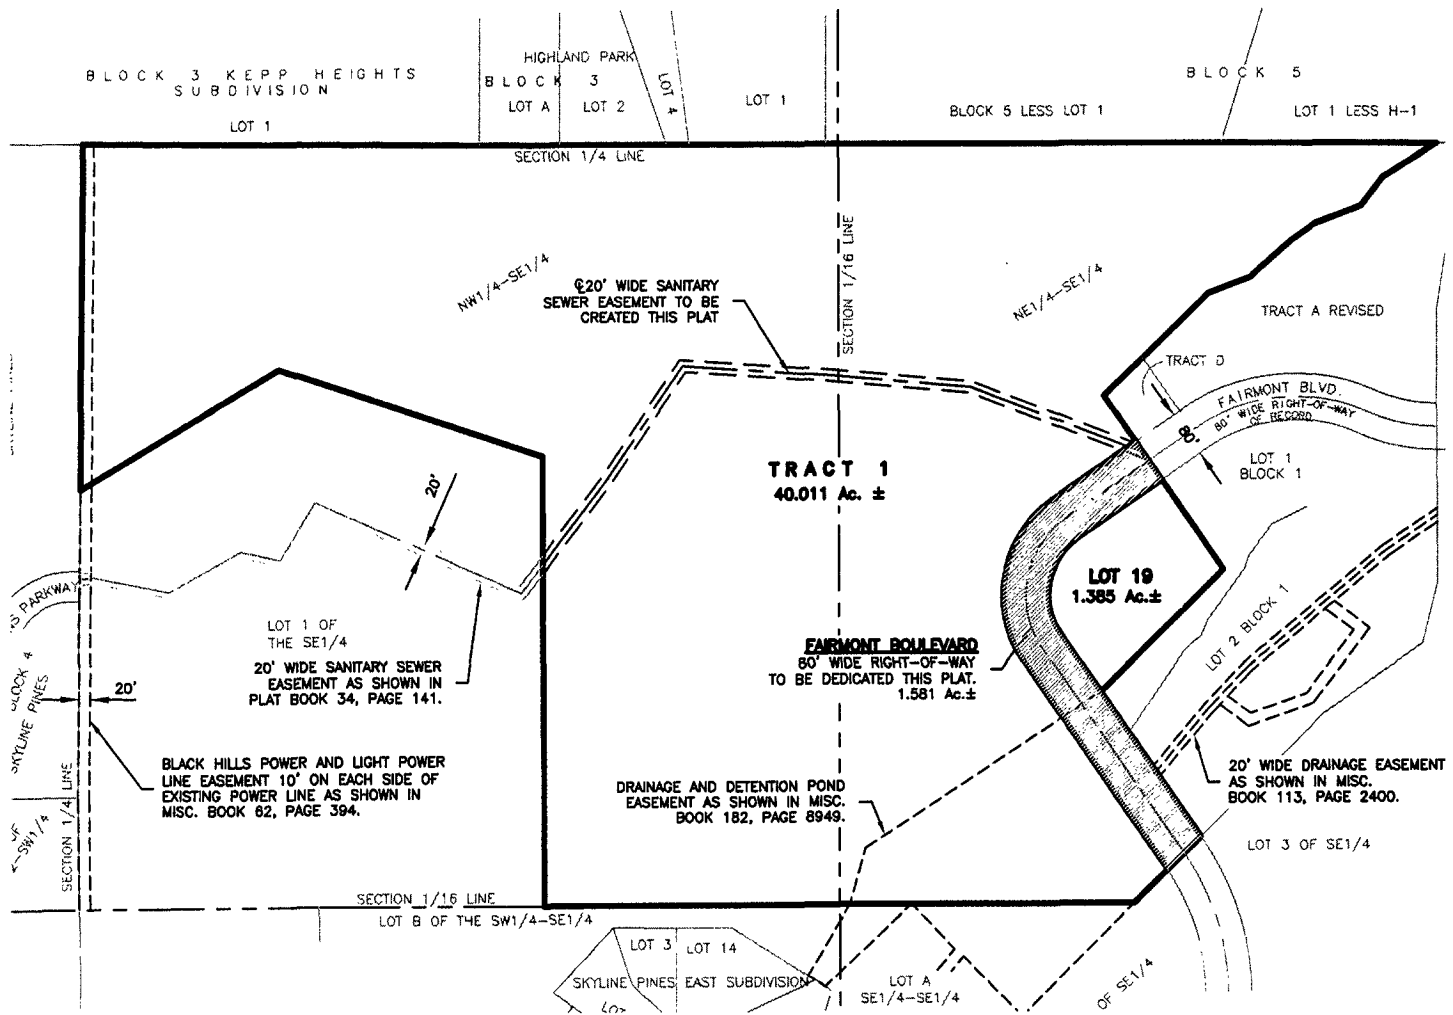 BLOCK 3 KEPP HEIGHTS
SUBDIVISION
LOT 1
HIGHLAND PARK
BLOCK 3
LOT A
LOT 2
LOT 4
LOT 1
BLOCK 5
BLOCK 5 LESS LOT 1
LOT 1 LESS H-1
SECTION 1/4 LINE
NW1/4-SE1/4
SECTION 1/16 LINE
NE1/4-SE1/4
℄20' WIDE SANITARY
SEWER EASEMENT TO BE
CREATED THIS PLAT
TRACT A REVISED
TRACT D
FAIRMONT BLVD.
80' WIDE RIGHT-OF-WAY
OF RECORD
80'
LOT 1
BLOCK 1
TRACT 1
40.011 Ac. ±
20'
LOT 19
1.385 Ac.±
LOT 2 BLOCK 1
PARKWAY
LOT 1 OF
THE SE1/4
20' WIDE SANITARY SEWER
EASEMENT AS SHOWN IN
PLAT BOOK 34, PAGE 141.
FAIRMONT BOULEVARD
80' WIDE RIGHT-OF-WAY
TO BE DEDICATED THIS PLAT.
1.581 Ac.±
BLOCK 4
SKYLINE PINES
20'
BLACK HILLS POWER AND LIGHT POWER
LINE EASEMENT 10' ON EACH SIDE OF
EXISTING POWER LINE AS SHOWN IN
MISC. BOOK 62, PAGE 394.
DRAINAGE AND DETENTION POND
EASEMENT AS SHOWN IN MISC.
BOOK 182, PAGE 8949.
20' WIDE DRAINAGE EASEMENT
AS SHOWN IN MISC.
BOOK 113, PAGE 2400.
LOT 3 OF SE1/4
SECTION 1/4 LINE
OF
SW1/4
SECTION 1/16 LINE
LOT B OF THE SW1/4-SE1/4
LOT 3
LOT 14
SKYLINE PINES EAST SUBDIVISION
LOT A
SE1/4-SE1/4
OF SE1/4